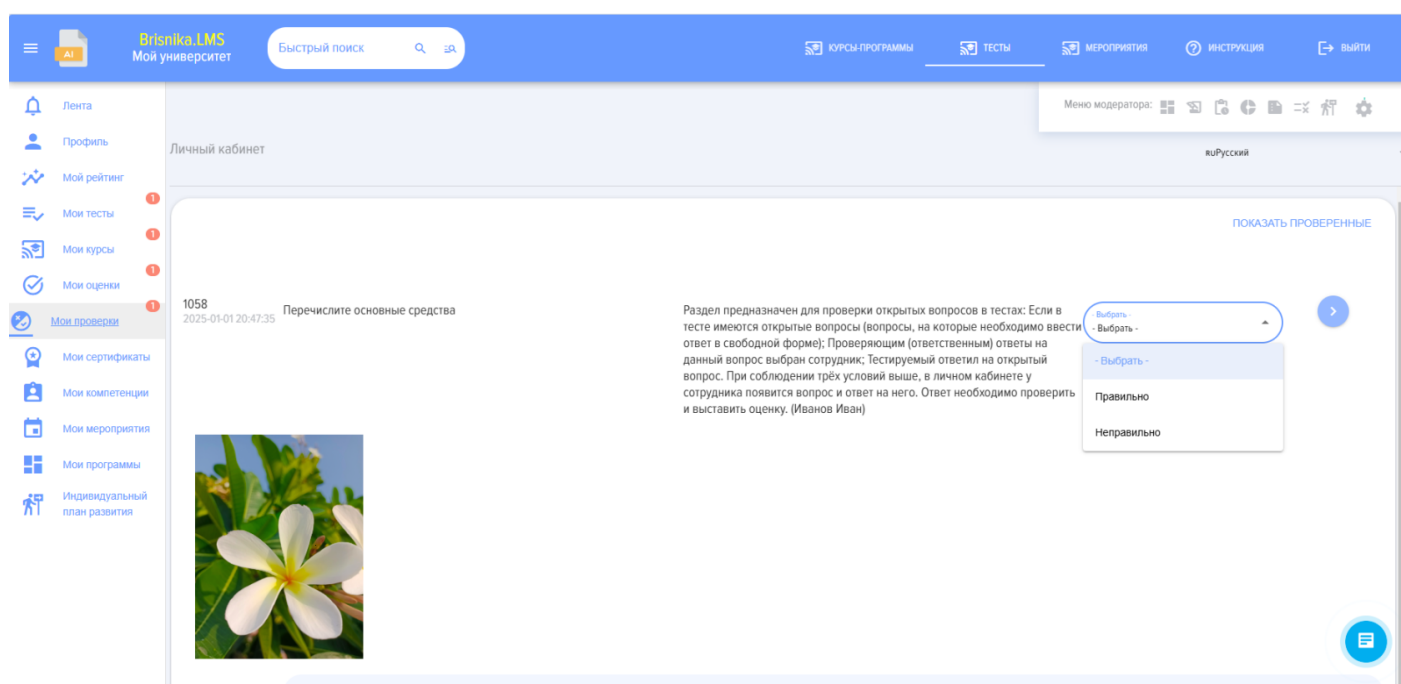 AI
Brisnika.LMS
Мой университет
Быстрый поиск
КУРСЫ-ПРОГРАММЫ
ТЕСТЫ
МЕРОПРИЯТИЯ
ИНСТРУКЦИЯ
ВЫЙТИ
Меню модератора:
Лента
Профиль
Мой рейтинг
Мои тесты
1
Мои курсы
1
Мои оценки
1
Мои проверки
1
Мои сертификаты
Мои компетенции
Мои мероприятия
Мои программы
Индивидуальный
план развития
Личный кабинет
RUРусский
ПОКАЗАТЬ ПРОВЕРЕННЫЕ
1058
2025-01-01 20:47:35
Перечислите основные средства
Раздел предназначен для проверки открытых вопросов в тестах: Если в
тесте имеются открытые вопросы (вопросы, на которые необходимо ввести
ответ в свободной форме); Проверяющим (ответственным) ответы на
данный вопрос выбран сотрудник; Тестируемый ответил на открытый
вопрос. При соблюдении трёх условий выше, в личном кабинете у
сотрудника появится вопрос и ответ на него. Ответ необходимо проверить
и выставить оценку. (Иванов Иван)
- Выбрать -
- Выбрать -
- Выбрать -
Правильно
Неправильно